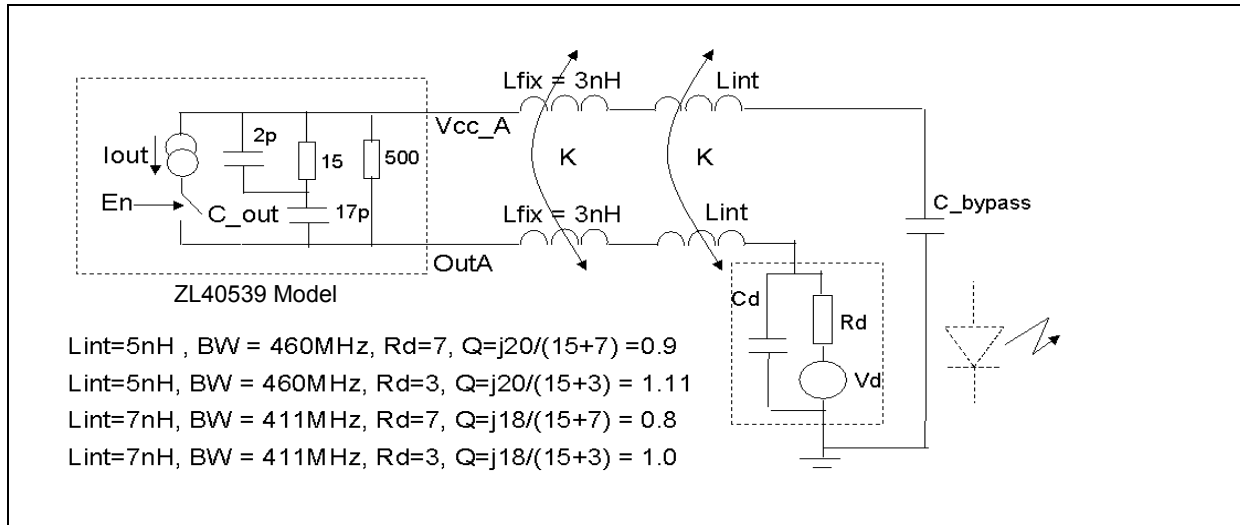 Lfix = 3nH
Lint
Vcc_A
2p
Iout
15
500
K
K
En
C_out
17p
Lfix = 3nH
Lint
C_bypass
OutA
ZL40539 Model
Cd
Rd
Vd
Lint=5nH , BW = 460MHz, Rd=7, Q=j20/(15+7) =0.9
Lint=5nH, BW = 460MHz, Rd=3, Q=j20/(15+3) = 1.11
Lint=7nH, BW = 411MHz, Rd=7, Q=j18/(15+7) = 0.8
Lint=7nH, BW = 411MHz, Rd=3, Q=j18/(15+3) = 1.0